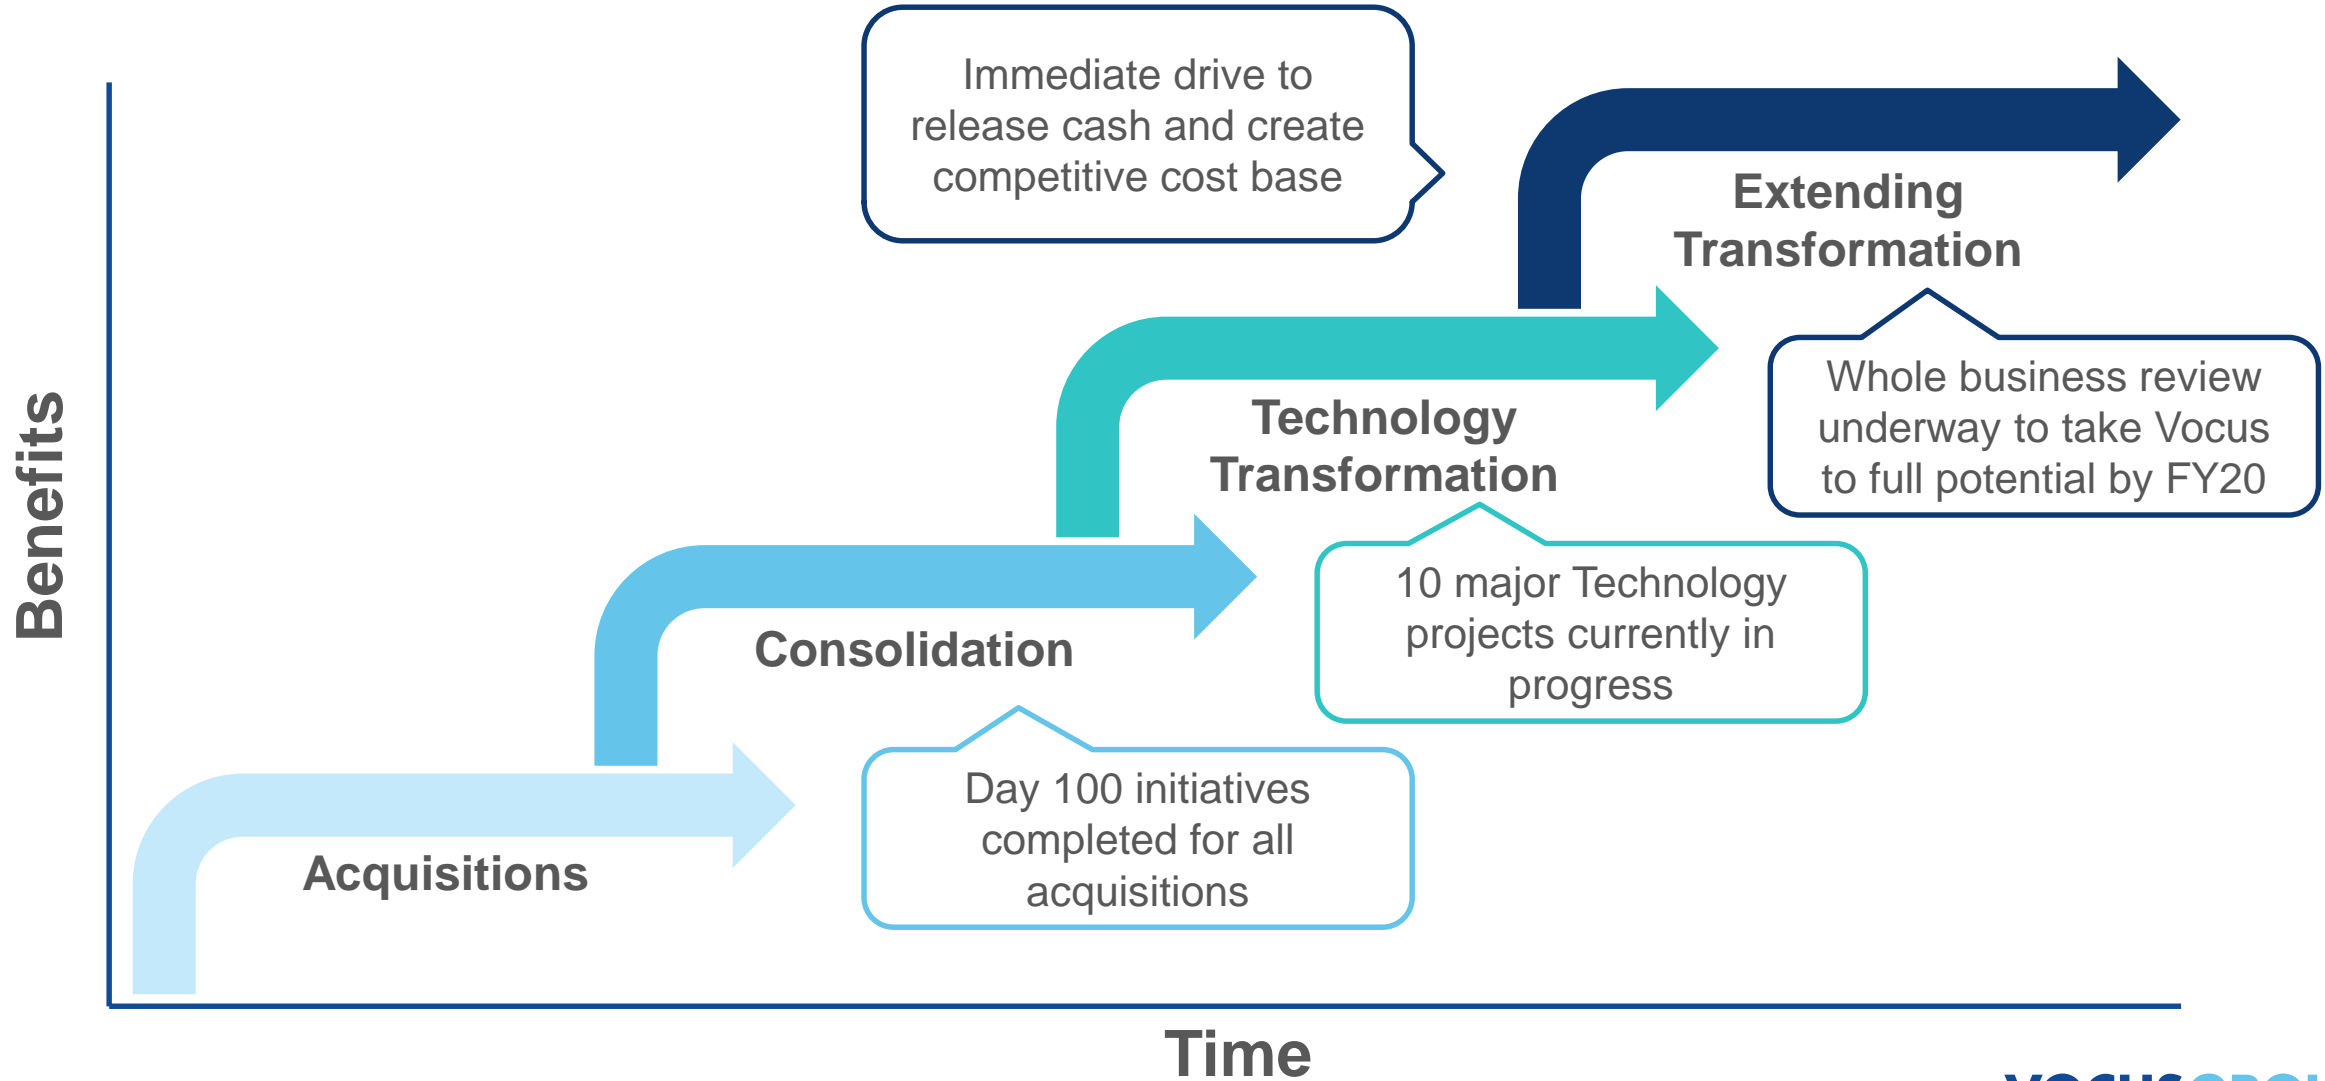 Immediate drive to
release cash and create
competitive cost base
Extending
Transformation
Whole business review
underway to take Vocus
to full potential by FY20
Technology
Transformation
10 major Technology
projects currently in
progress
Consolidation
Day 100 initiatives
completed for all
acquisitions
Acquisitions
Benefits
Time